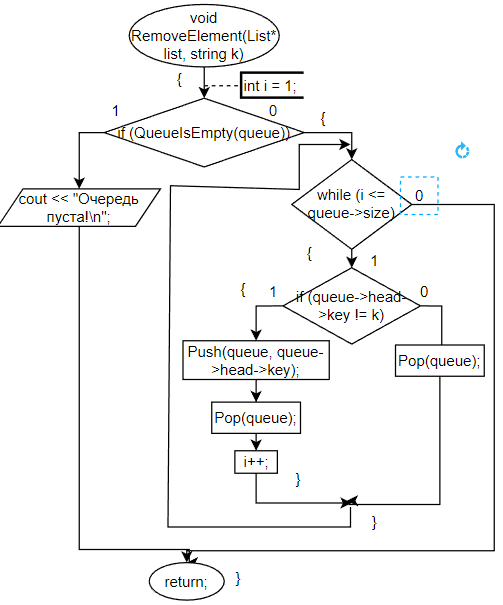 void
RemoveElement(List*
list, string k)
{
int i = 1;
1
0
if (QueueIsEmpty(queue))
{
cout << "Очередь
пуста!\n";
while (i <=
queue->size)
0
{
1
if (queue->head-
>key != k)
{
1
0
Push(queue, queue-
>head->key);
Pop(queue);
Pop(queue);
i++;
}
}
return;
}